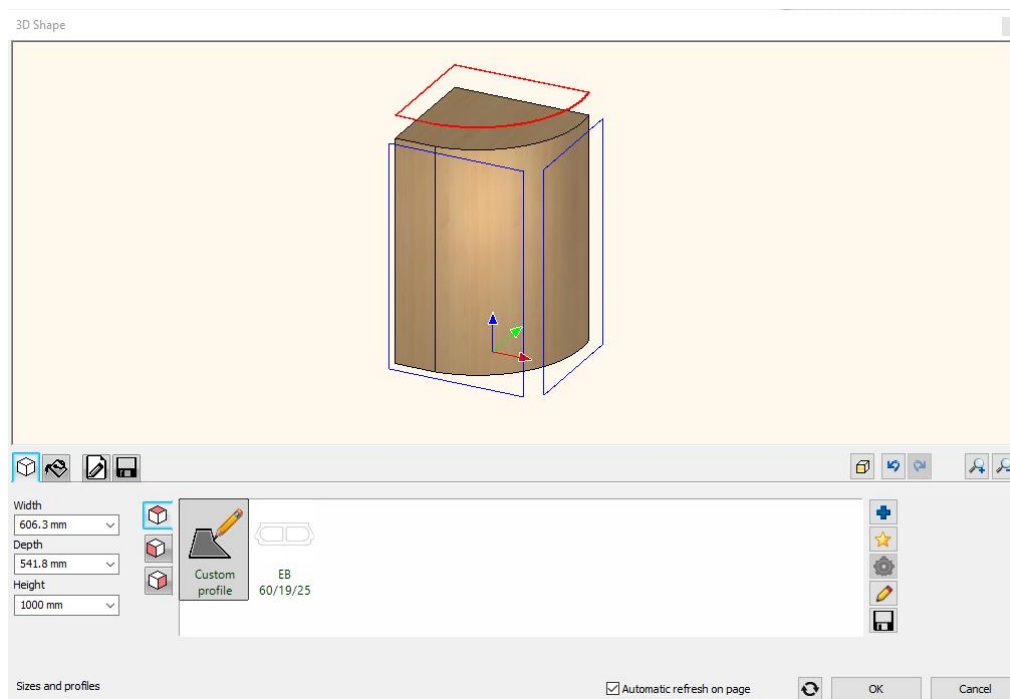 3D Shape
Width
606.3 mm
Depth
541.8 mm
Height
1000 mm
Custom
profile
EB
60/19/25
Sizes and profiles
Automatic refresh on page
OK
Cancel